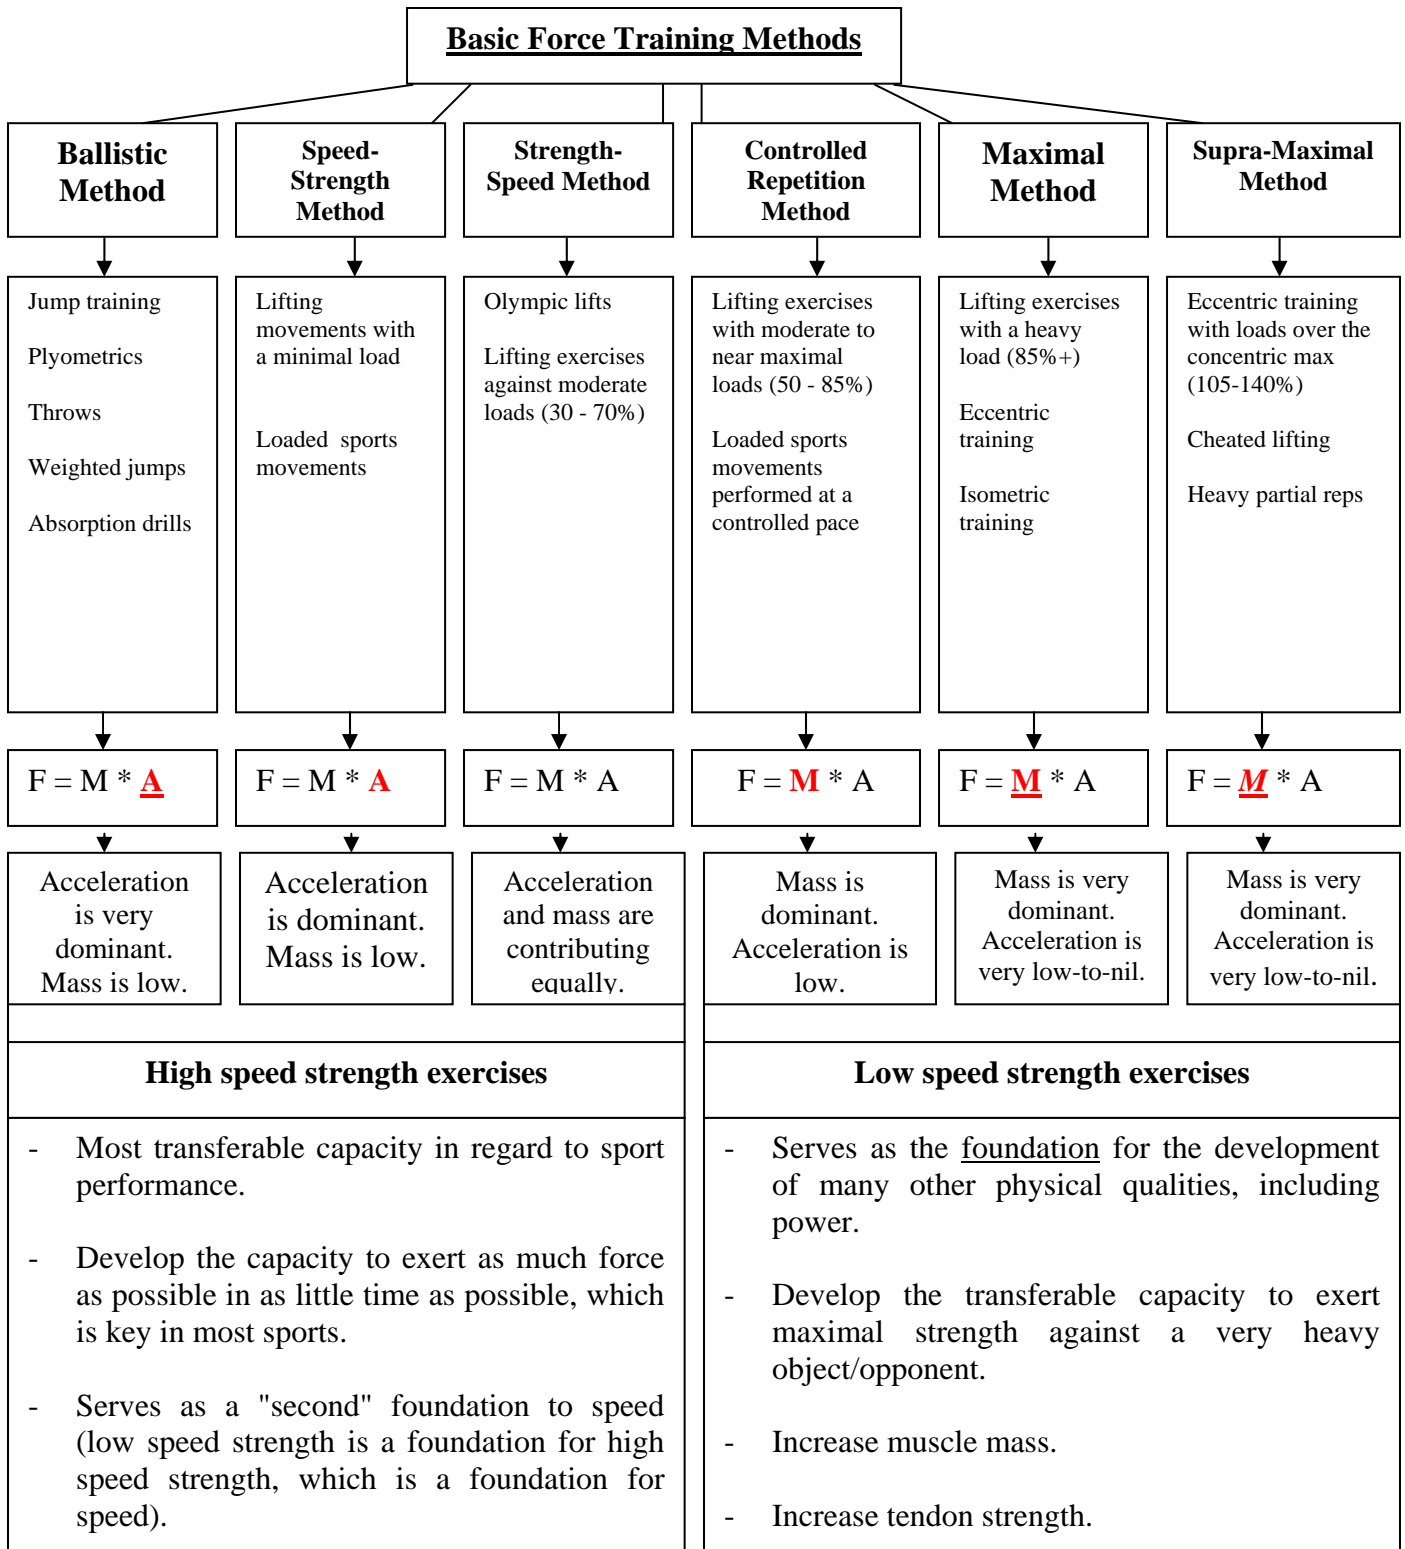 Basic Force Training Methods
Ballistic
Method
Speed-
Strength
Method
Strength-
Speed Method
Controlled
Repetition
Method
Maximal
Method
Supra-Maximal
Method
Jump training
Plyometrics
Throws
Weighted jumps
Absorption drills
Lifting
movements with
a minimal load
Loaded sports
movements
Olympic lifts
Lifting exercises
against moderate
loads (30 - 70%)
Lifting exercises
with moderate to
near maximal
loads (50 - 85%)
Loaded sports
movements
performed at a
controlled pace
Lifting exercises
with a heavy
load (85%+)
Eccentric
training
Isometric
training
Eccentric training
with loads over the
concentric max
(105-140%)
Cheated lifting
Heavy partial reps
F = M * A
F = M * A
F = M * A
F = M * A
F = M * A
F = M * A
Acceleration
is very
dominant.
Mass is low.
Acceleration
is dominant.
Mass is low.
Acceleration
and mass are
contributing
equally.
Mass is
dominant.
Acceleration is
low.
Mass is very
dominant.
Acceleration is
very low-to-nil.
Mass is very
dominant.
Acceleration is
very low-to-nil.
High speed strength exercises
- Most transferable capacity in regard to sport
performance.
- Develop the capacity to exert as much force
as possible in as little time as possible, which
is key in most sports.
- Serves as a "second" foundation to speed
(low speed strength is a foundation for high
speed strength, which is a foundation for
speed).
Low speed strength exercises
- Serves as the foundation for the development
of many other physical qualities, including
power.
- Develop the transferable capacity to exert
maximal strength against a very heavy
object/opponent.
- Increase muscle mass.
- Increase tendon strength.